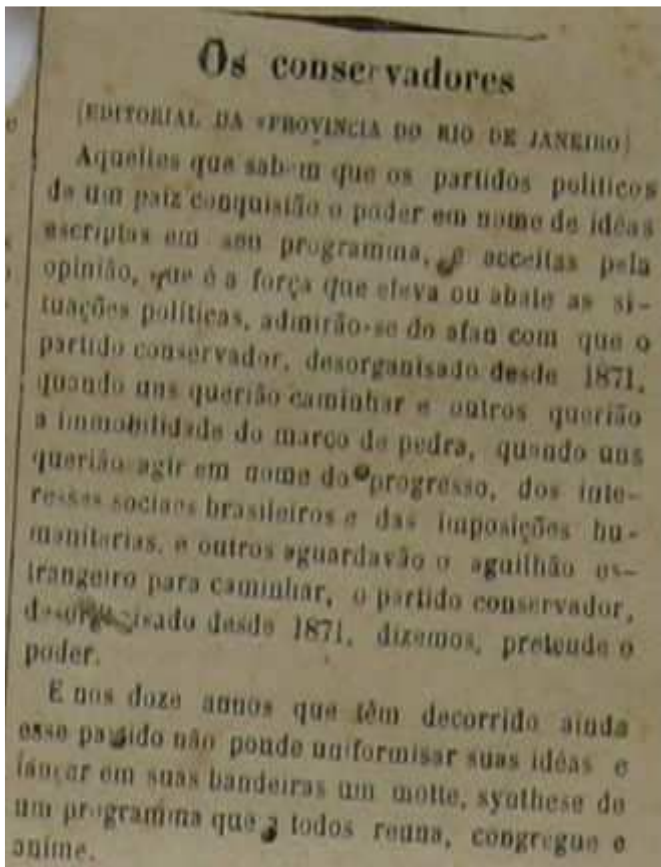 Os conservadores
(EDITORIAL DA «PROVINCIA DO RIO DE JANEIRO)
Aquelles que sabem que os partidos politicos
de um paiz conquistão o poder em nome de idéas
escriptas em seu programma, e acceitas pela
opinião, que é a força que eleva ou abate as si-
tuações politicas, admirão-se do afan com que o
partido conservador, desorganisado desde 1871,
quando uns querião caminhar e outros querião
a immobilidade do marco de pedra, quando uns
querião agir em nome do progresso, dos inte-
resses sociaes brasileiros e das imposições hu-
manitarias, e outros aguardavão o aguilhão es-
trangeiro para caminhar, o partido conservador,
desorganisado desde 1871, dizemos, pretende o
poder.
E nos doze annos que têm decorrido ainda
esse partido não poude uniformisar suas idéas e
lançar em suas bandeiras um motte, synthese de
um programma que a todos reuna, congregue e
anime.